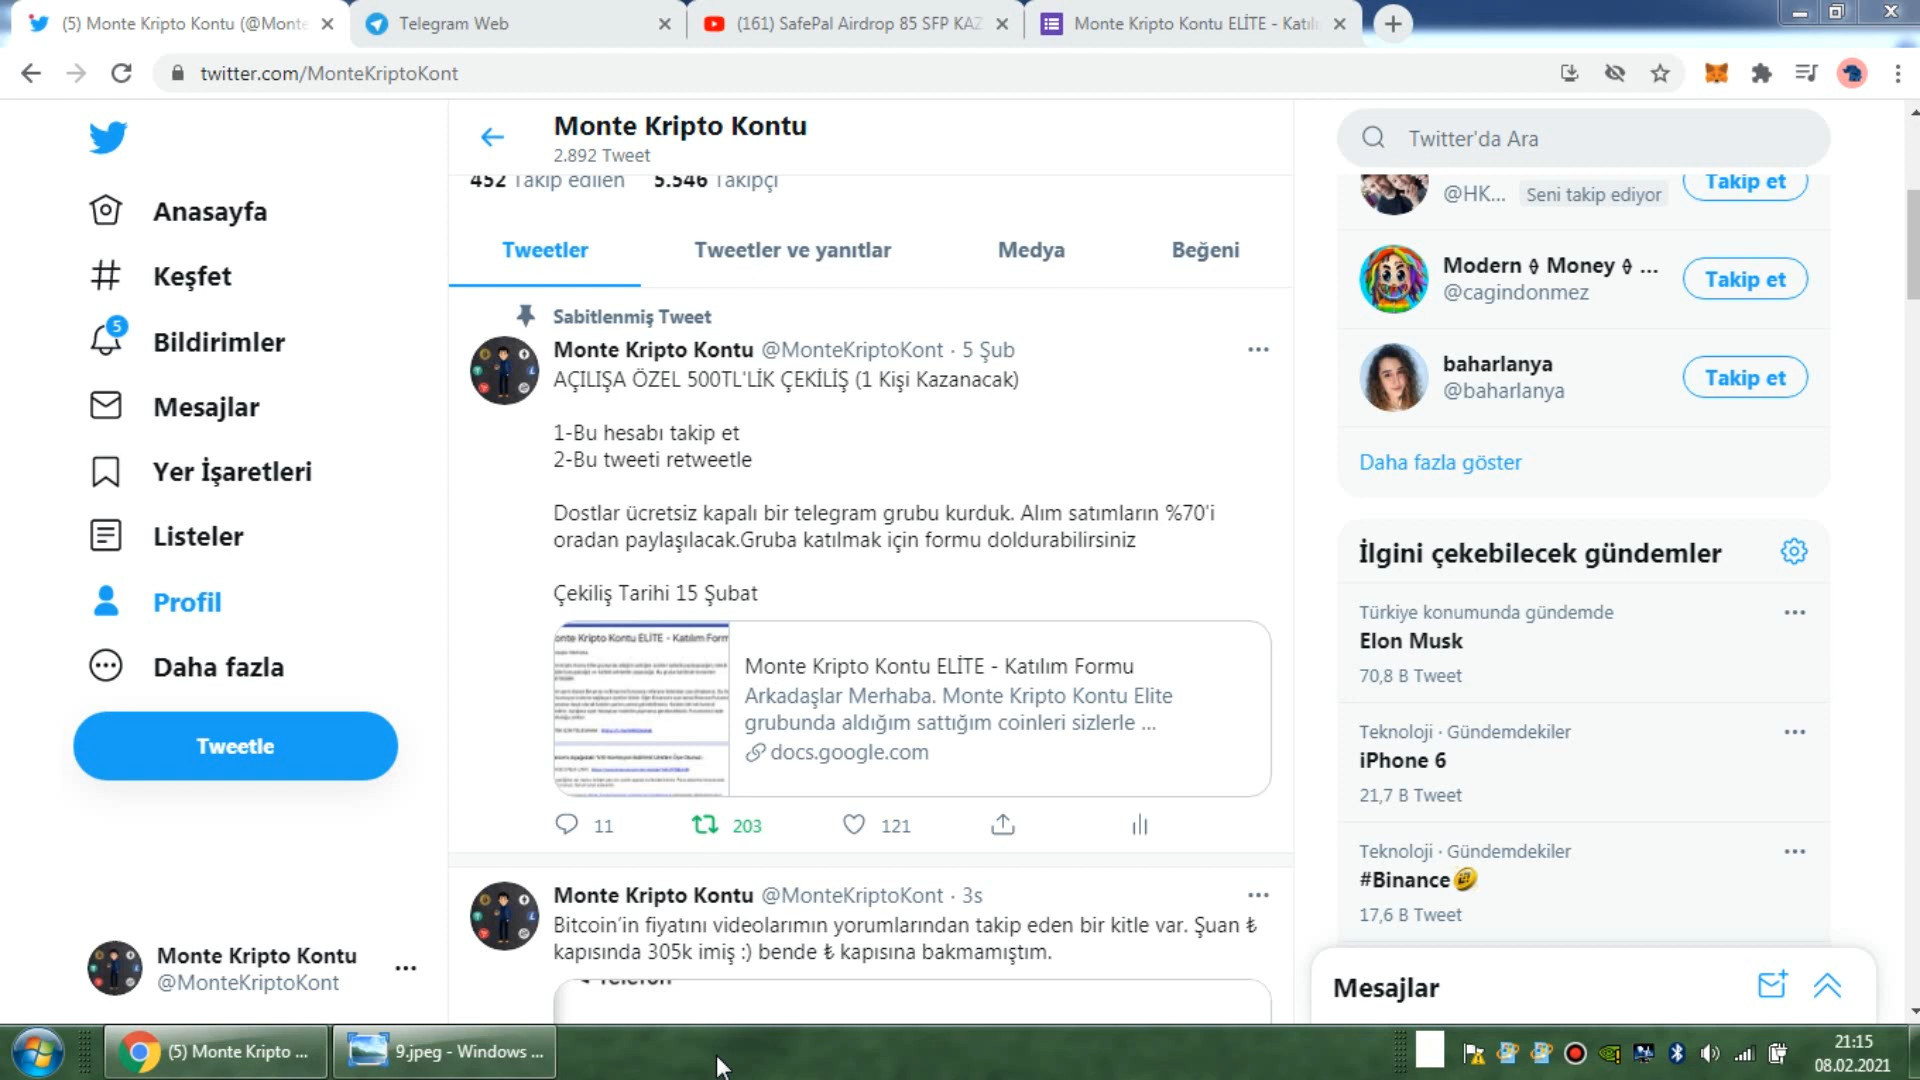 (5) Monte Kripto Kontu (@Monte
Telegram Web
(161) SafePal Airdrop 85 SFP KAZ
Monte Kripto Kontu ELİTE - Katılı
twitter.com/MonteKriptoKont
Anasayfa
Keşfet
5
Bildirimler
Mesajlar
Yer İşaretleri
Listeler
Profil
Daha fazla
Tweetle
Monte Kripto Kontu
@MonteKriptoKont
Monte Kripto Kontu
2.892 Tweet
452 Takip edilen 5.546 Takipçi
Tweetler Tweetler ve yanıtlar Medya Beğeni
Sabitlenmiş Tweet
Monte Kripto Kontu @MonteKriptoKont · 5 Şub
AÇILIŞA ÖZEL 500TL'LİK ÇEKİLİŞ (1 Kişi Kazanacak)
1-Bu hesabı takip et
2-Bu tweeti retweetle
Dostlar ücretsiz kapalı bir telegram grubu kurduk. Alım satımların %70'i
oradan paylaşılacak.Gruba katılmak için formu doldurabilirsiniz
Çekiliş Tarihi 15 Şubat
onte Kripto Kontu ELİTE - Katılım Form
Monte Kripto Kontu ELİTE - Katılım Formu
Arkadaşlar Merhaba. Monte Kripto Kontu Elite
grubunda aldığım sattığım coinleri sizlerle ...
docs.google.com
11 203 121
Monte Kripto Kontu @MonteKriptoKont · 3s
Bitcoin'in fiyatını videolarımın yorumlarından takip eden bir kitle var. Şuan ₺
kapısında 305k imiş :) bende ₺ kapısına bakmamıştım.
Telefon
Twitter'da Ara
@HK... Seni takip ediyor
Takip et
Modern ⟠ Money ⟠ ...
@cagindonmez
Takip et
baharlanya
@baharlanya
Takip et
Daha fazla göster
İlgini çekebilecek gündemler
Türkiye konumunda gündemde
Elon Musk
70,8 B Tweet
Teknoloji · Gündemdekiler
iPhone 6
21,7 B Tweet
Teknoloji · Gündemdekiler
#Binance
17,6 B Tweet
Mesajlar
(5) Monte Kripto ...
9.jpeg - Windows ...
21:15
08.02.2021